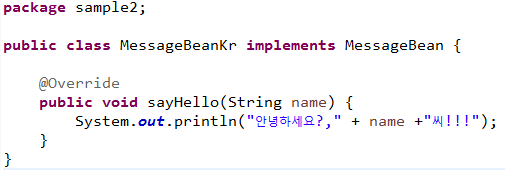 package sample2;
public class MessageBeanKr implements MessageBean {
@Override
public void sayHello(String name) {
System.out.println("안녕하세요?," + name +"씨!!!");
}
}